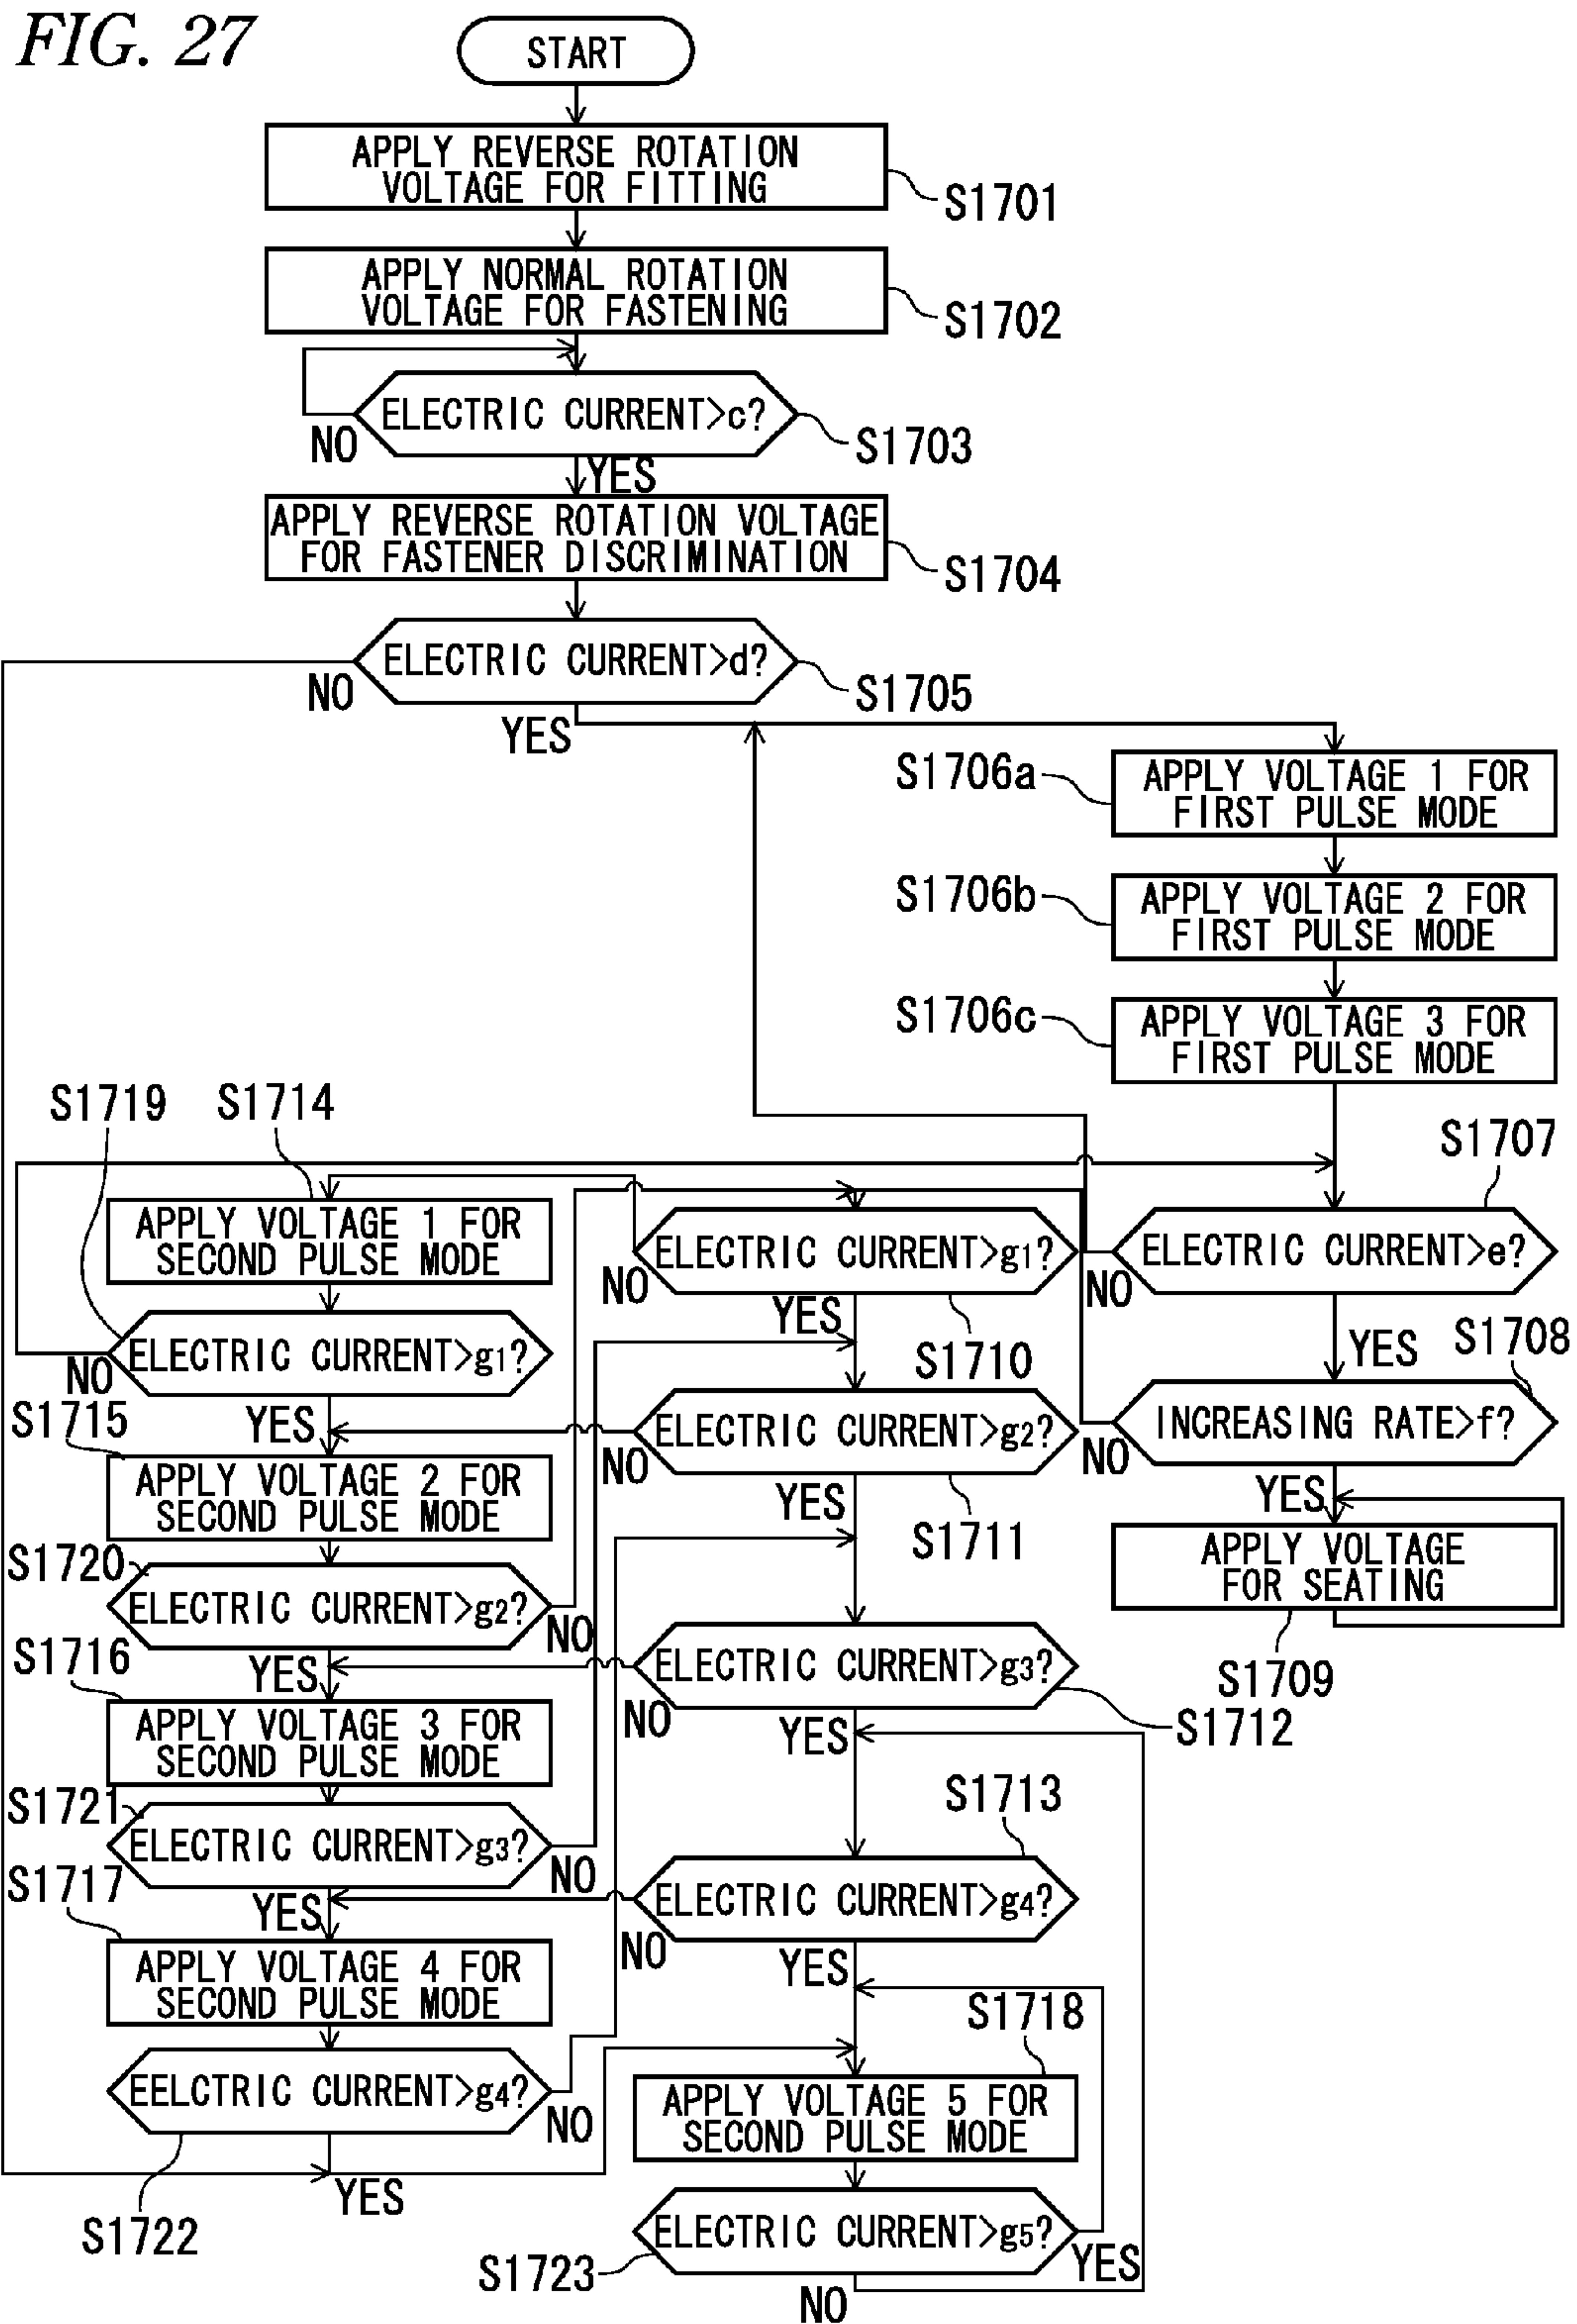 FIG. 27
START
APPLY REVERSE ROTATION
VOLTAGE FOR FITTING
S1701
APPLY NORMAL ROTATION
VOLTAGE FOR FASTENING
S1702
ELECTRIC CURRENT>c?
NO
S1703
YES
APPLY REVERSE ROTATION VOLTAGE
FOR FASTENER DISCRIMINATION
S1704
ELECTRIC CURRENT>d?
NO
S1705
YES
S1706a
APPLY VOLTAGE 1 FOR
FIRST PULSE MODE
S1706b
APPLY VOLTAGE 2 FOR
FIRST PULSE MODE
S1706c
APPLY VOLTAGE 3 FOR
FIRST PULSE MODE
S1707
ELECTRIC CURRENT>e?
NO
YES
S1708
INCREASING RATE>f?
NO
YES
APPLY VOLTAGE
FOR SEATING
S1709
ELECTRIC CURRENT>g1?
NO
YES
S1710
ELECTRIC CURRENT>g2?
NO
YES
S1711
ELECTRIC CURRENT>g3?
NO
YES
S1712
S1713
ELECTRIC CURRENT>g4?
NO
YES
S1719
S1714
APPLY VOLTAGE 1 FOR
SECOND PULSE MODE
ELECTRIC CURRENT>g1?
NO
YES
S1715
APPLY VOLTAGE 2 FOR
SECOND PULSE MODE
S1720
ELECTRIC CURRENT>g2?
NO
YES
S1716
APPLY VOLTAGE 3 FOR
SECOND PULSE MODE
S1721
ELECTRIC CURRENT>g3?
NO
YES
S1717
APPLY VOLTAGE 4 FOR
SECOND PULSE MODE
EELCTRIC CURRENT>g4?
NO
YES
S1722
S1718
APPLY VOLTAGE 5 FOR
SECOND PULSE MODE
ELECTRIC CURRENT>g5?
YES
S1723
NO